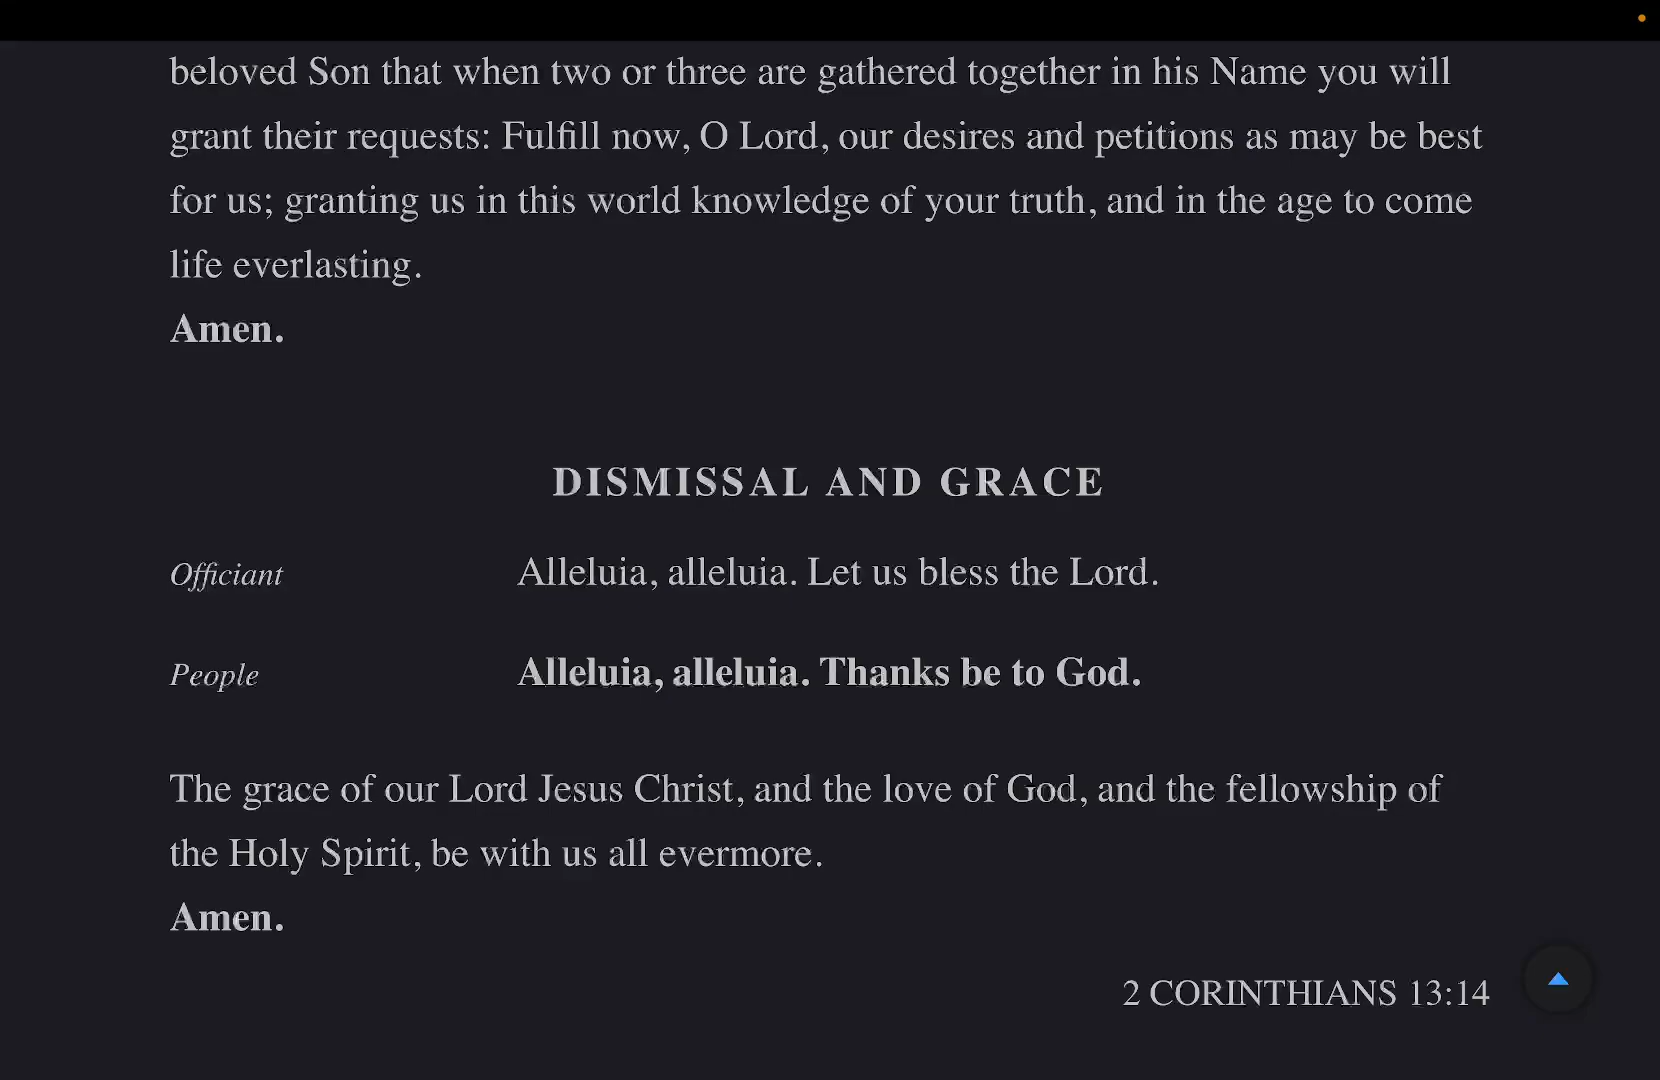 beloved Son that when two or three are gathered together in his Name you will
grant their requests: Fulfill now, O Lord, our desires and petitions as may be best
for us; granting us in this world knowledge of your truth, and in the age to come
life everlasting.
Amen.
DISMISSAL AND GRACE
Officiant Alleluia, alleluia. Let us bless the Lord.
People Alleluia, alleluia. Thanks be to God.
The grace of our Lord Jesus Christ, and the love of God, and the fellowship of
the Holy Spirit, be with us all evermore.
Amen.
2 CORINTHIANS 13:14